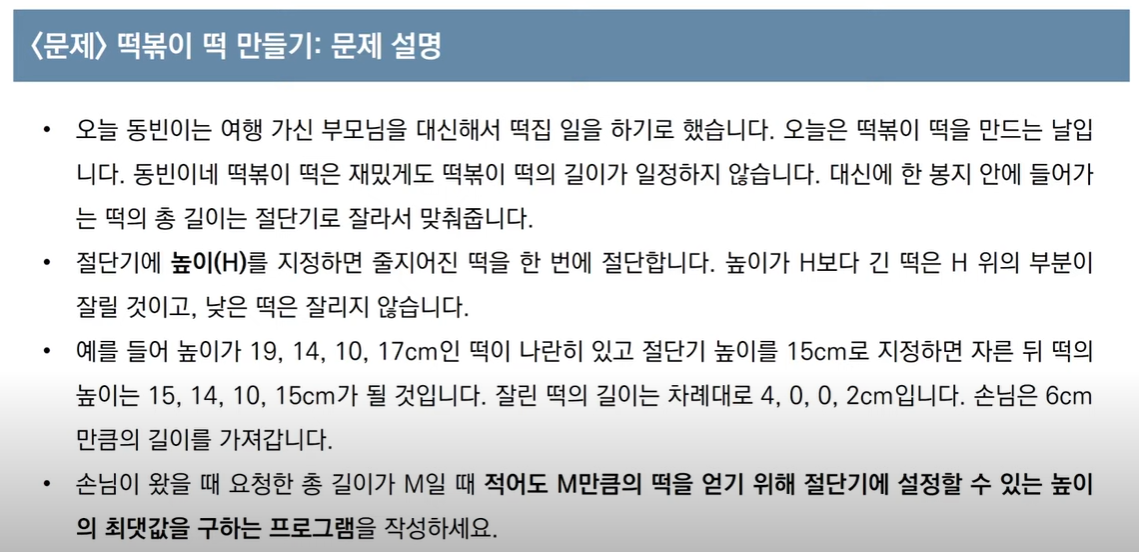 〈문제〉 떡볶이 떡 만들기: 문제 설명
• 오늘 동빈이는 여행 가신 부모님을 대신해서 떡집 일을 하기로 했습니다. 오늘은 떡볶이 떡을 만드는 날입
니다. 동빈이네 떡볶이 떡은 재밌게도 떡볶이 떡의 길이가 일정하지 않습니다. 대신에 한 봉지 안에 들어가
는 떡의 총 길이는 절단기로 잘라서 맞춰줍니다.
• 절단기에 높이(H)를 지정하면 줄지어진 떡을 한 번에 절단합니다. 높이가 H보다 긴 떡은 H 위의 부분이
잘릴 것이고, 낮은 떡은 잘리지 않습니다.
• 예를 들어 높이가 19, 14, 10, 17cm인 떡이 나란히 있고 절단기 높이를 15cm로 지정하면 자른 뒤 떡의
높이는 15, 14, 10, 15cm가 될 것입니다. 잘린 떡의 길이는 차례대로 4, 0, 0, 2cm입니다. 손님은 6cm
만큼의 길이를 가져갑니다.
• 손님이 왔을 때 요청한 총 길이가 M일 때 적어도 M만큼의 떡을 얻기 위해 절단기에 설정할 수 있는 높이
의 최댓값을 구하는 프로그램을 작성하세요.